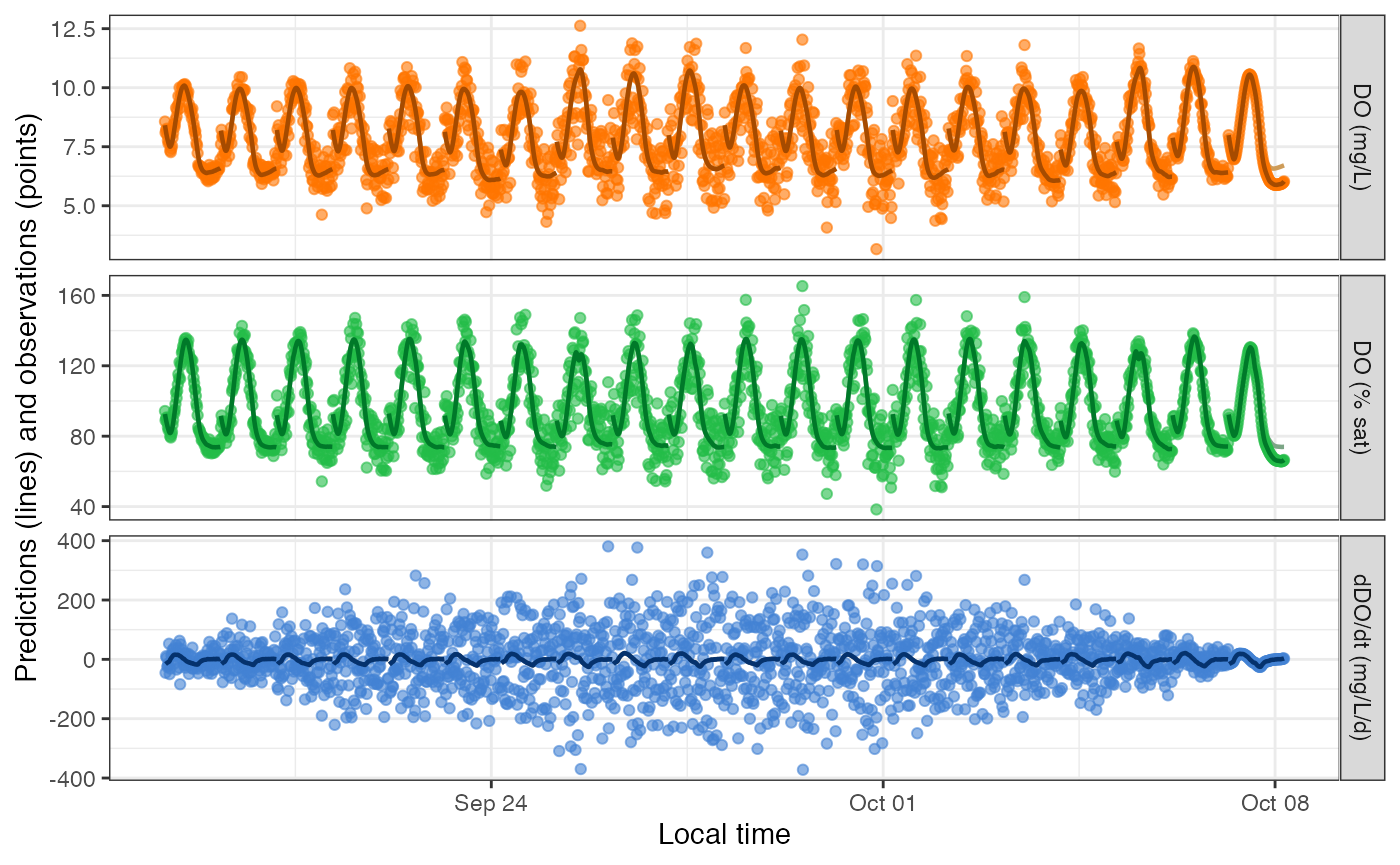 Predictions (lines) and observations (points)
12.5
10.0
7.5
5.0
DO (mg/L)
160
120
80
40
DO (% sat)
400
200
0
-200
-400
dDO/dt (mg/L/d)
Sep 24
Oct 01
Oct 08
Local time